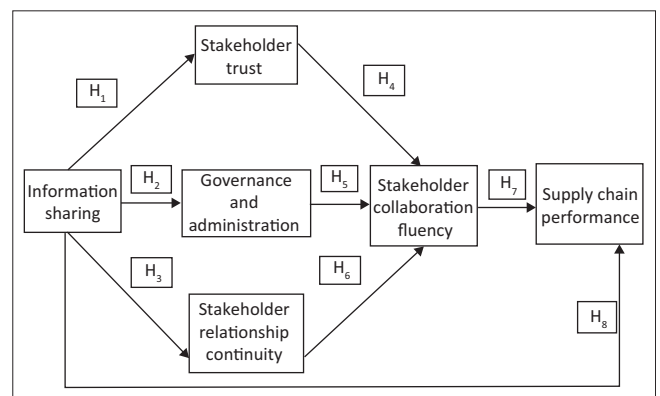 Stakeholder
trust
H₁
H₄
Information
sharing
H₂
Governance
and
administration
H₅
Stakeholder
collaboration
fluency
H₇
Supply chain
performance
H₃
Stakeholder
relationship
continuity
H₆
H₈